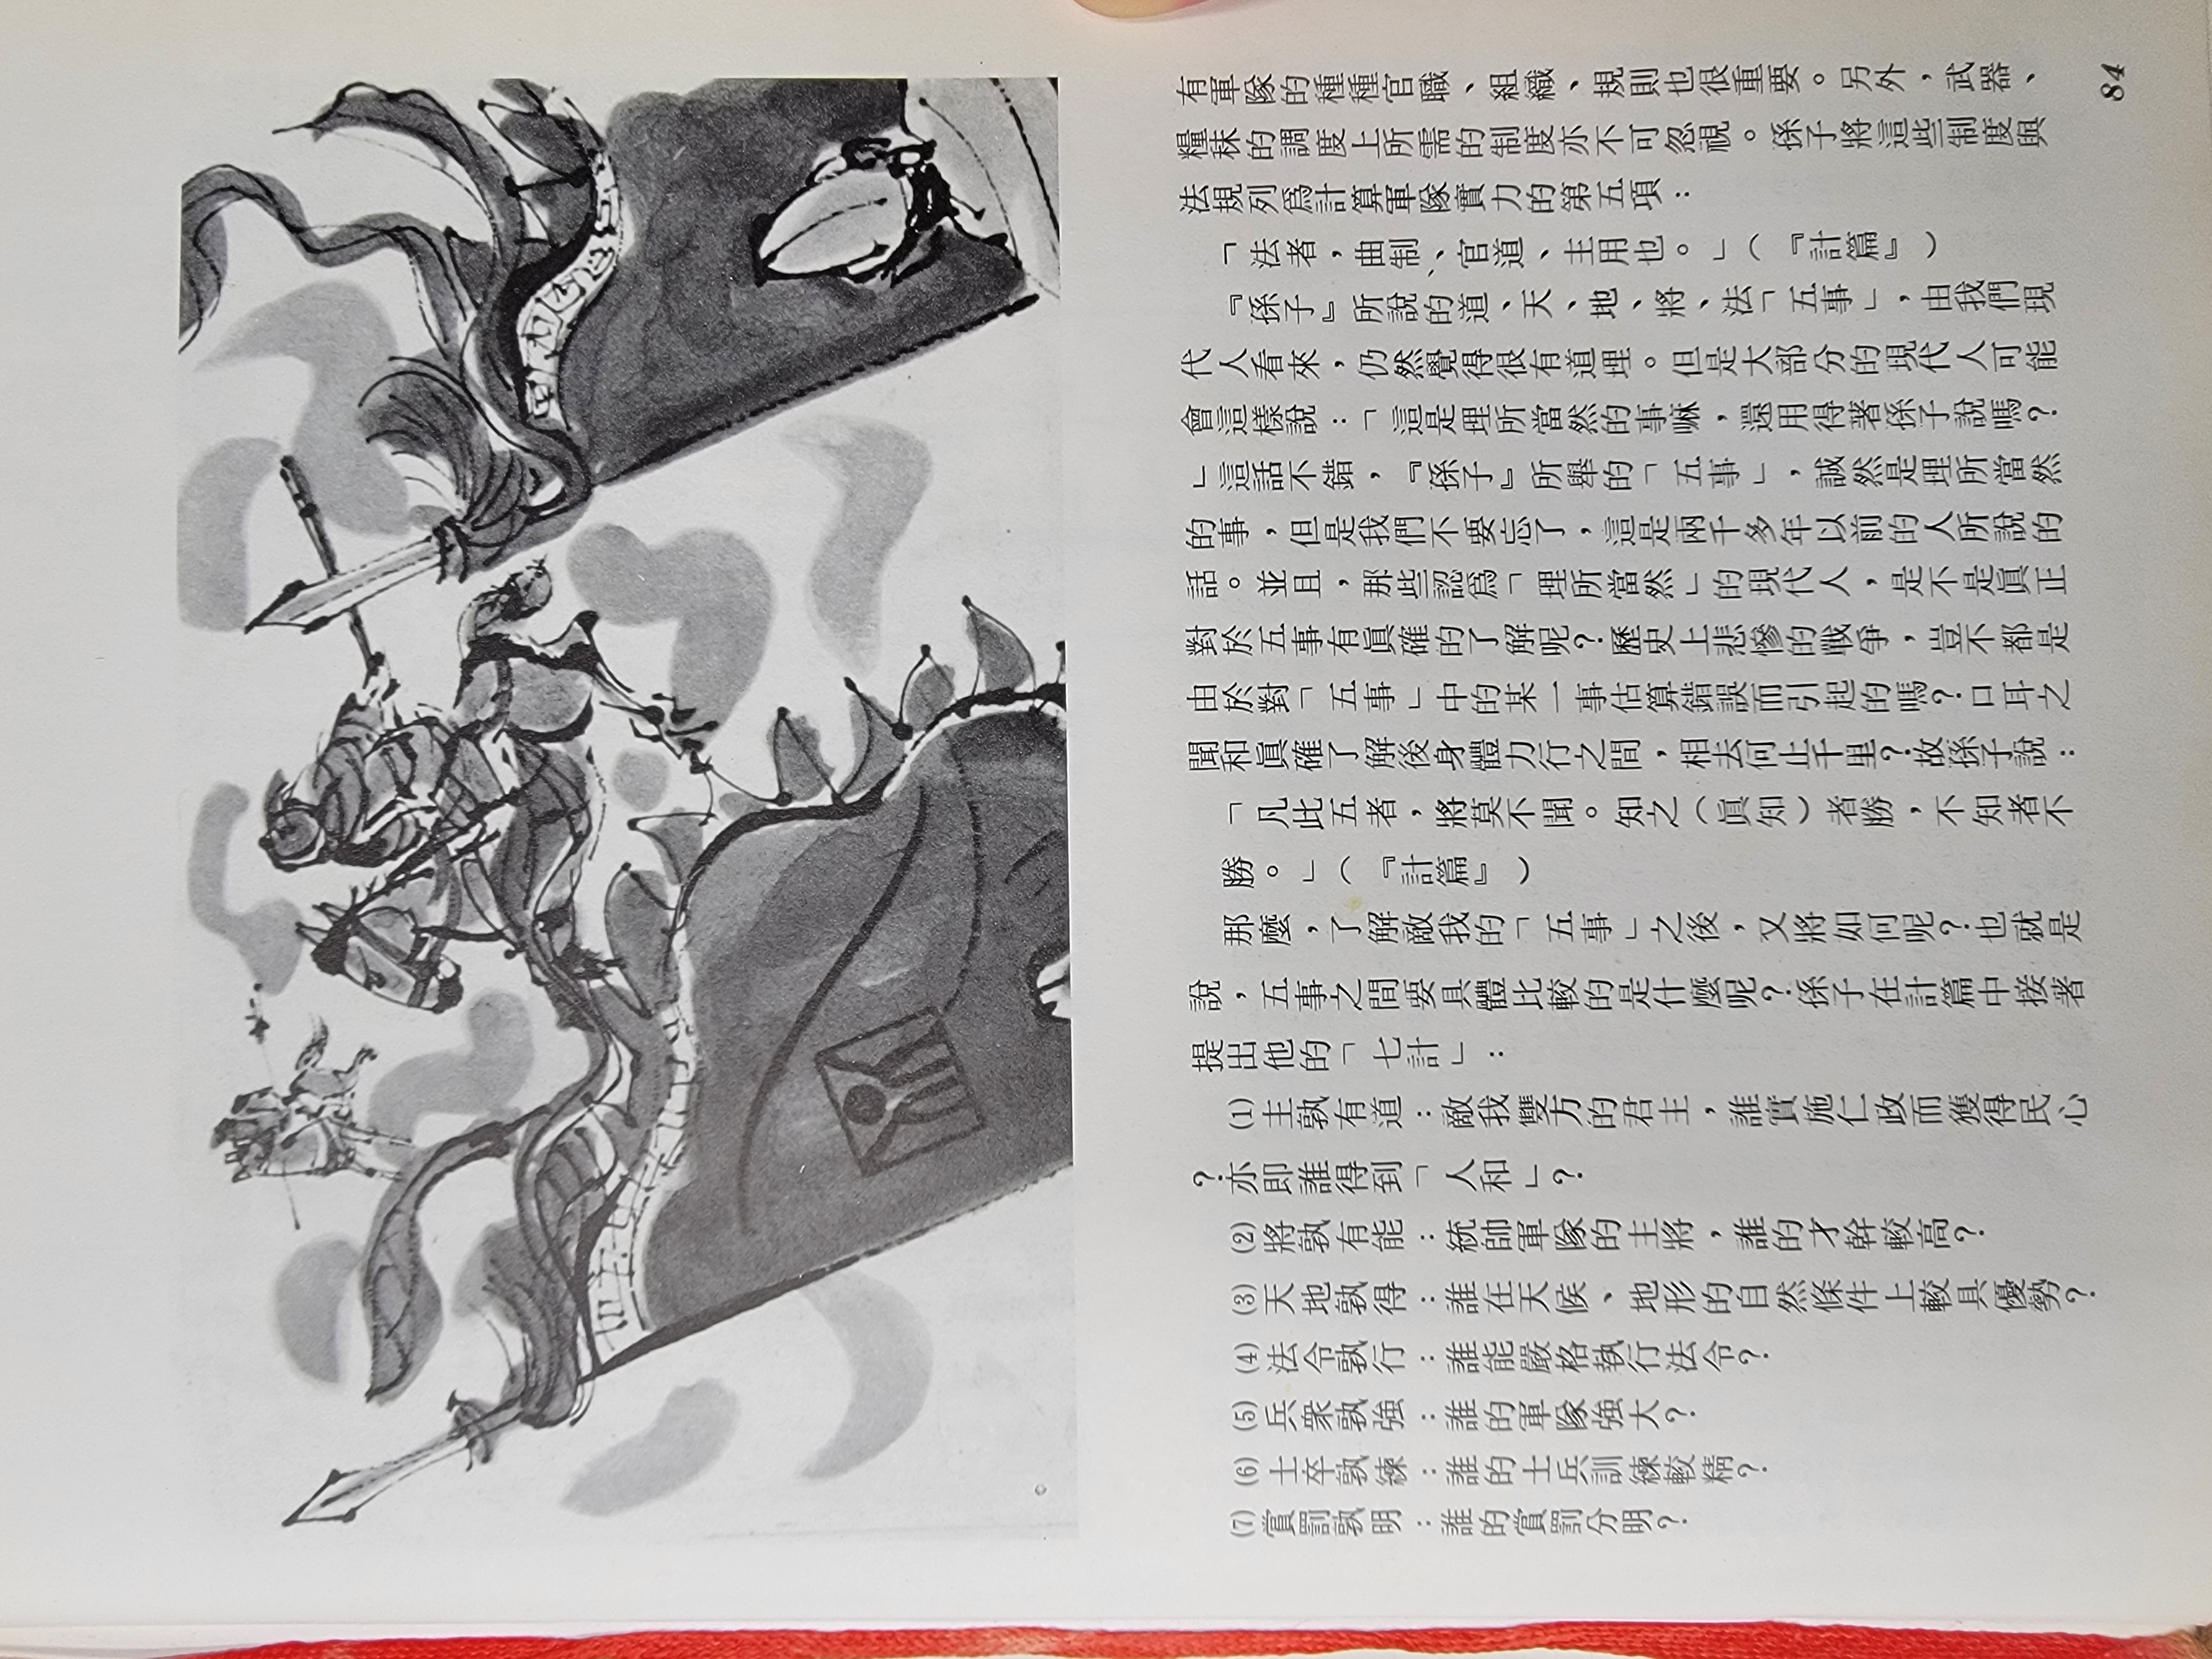 有軍隊的種種官職、組織、規則也很重要。另外，武器、
糧秣的調度上所需的制度亦不可忽視。孫子將這些制度與
法規列爲計算軍隊實力的第五項：
「法者，曲制、官道、主用也。」（『計篇』）
『孫子』所說的道、天、地、將、法「五事」，由我們現
代人看來，仍然覺得很有道理。但是大部分的現代人可能
會這樣說：「這是理所當然的事嘛，還用得著孫子說嗎？
」這話不錯，『孫子』所舉的「五事」，誠然是理所當然
的事，但是我們不要忘了，這是兩千多年以前的人所說的
話。並且，那些認爲「理所當然」的現代人，是不是眞正
對於五事有眞確的了解呢？歷史上悲慘的戰爭，豈不都是
由於對「五事」中的某一事估算錯誤而引起的嗎？口耳之
聞和眞確了解後身體力行之間，相去何止千里？故孫子說：
「凡此五者，將莫不聞。知之（眞知）者勝，不知者不
勝。」（『計篇』）
那麼，了解敵我的「五事」之後，又將如何呢？也就是
說，五事之間要具體比較的是什麼呢？孫子在計篇中接著
提出他的「七計」：
⑴主孰有道：敵我雙方的君主，誰實施仁政而獲得民心
？亦即誰得到「人和」？
⑵將孰有能：統帥軍隊的主將，誰的才幹較高？
⑶天地孰得：誰在天候、地形的自然條件上較具優勢？
⑷法令孰行：誰能嚴格執行法令？
⑸兵衆孰強：誰的軍隊強大？
⑹士卒孰練：誰的士兵訓練較精？
⑺賞罰孰明：誰的賞罰分明？
84